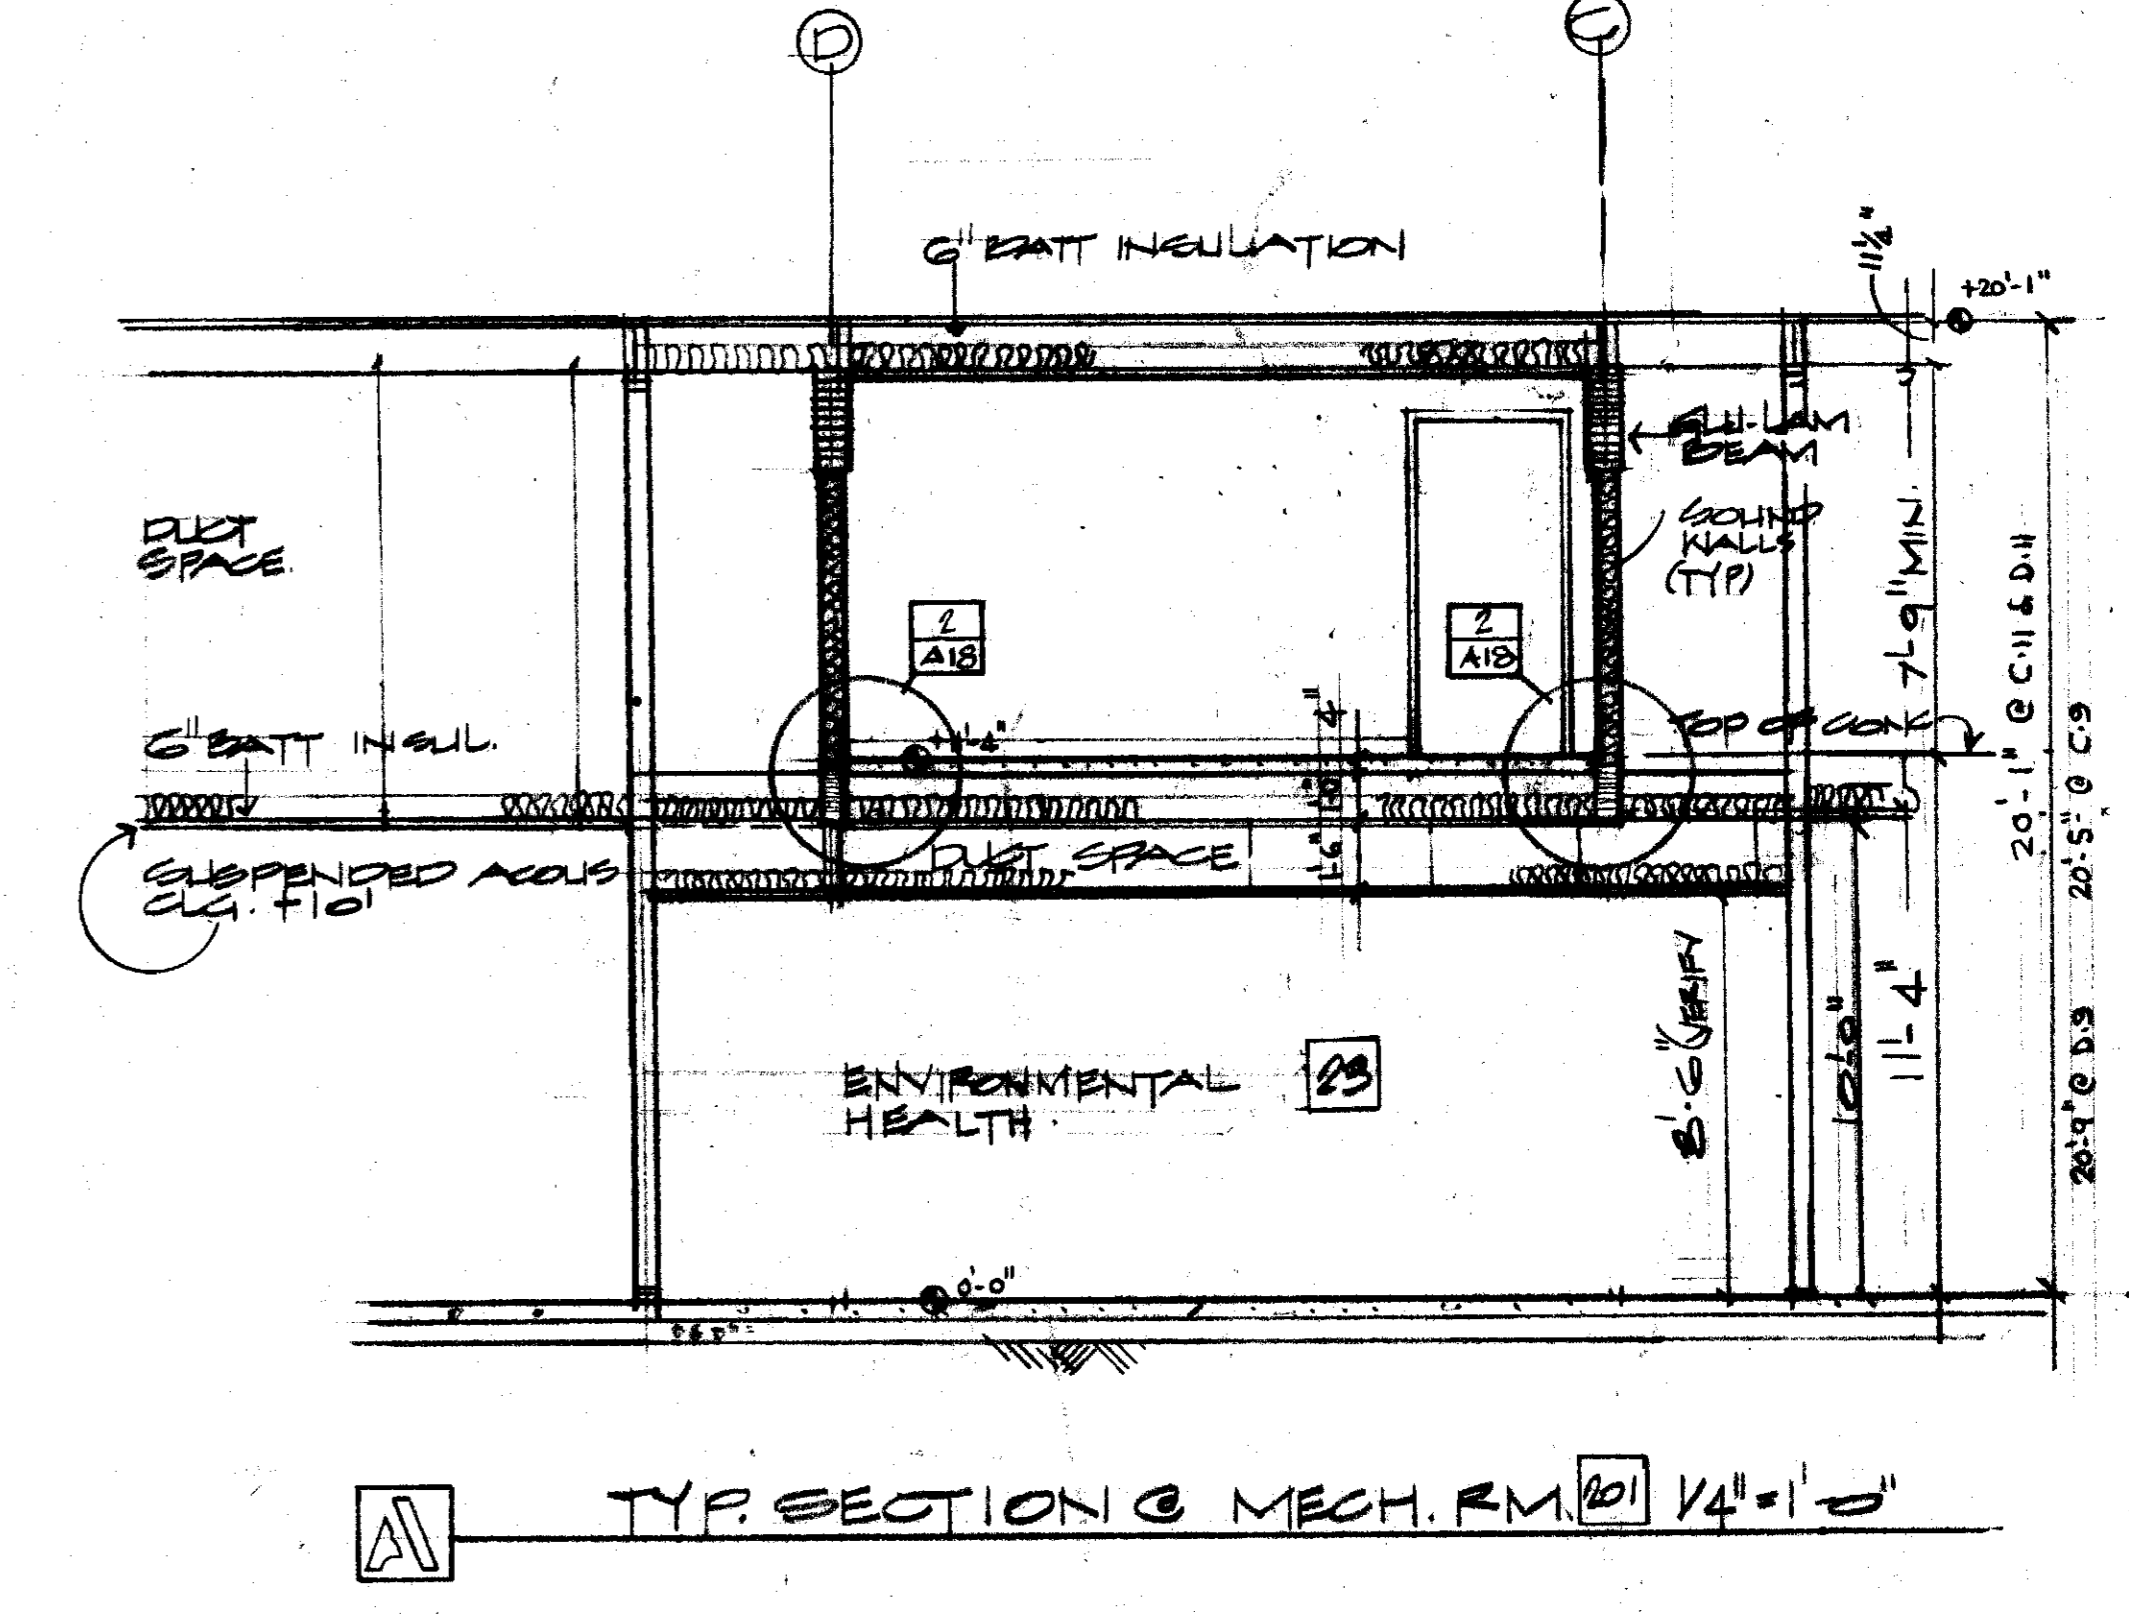 D
C
6" BATT INSULATION
11¼"
+20'-1"
GLU-LAM
BEAM
DUCT
SPACE.
SOUND
WALLS
(TYP)
7'-9" MIN.
20'-1" @ C.11 & D.11
2
A18
2
A18
6" BATT INSUL.
+11'-4"
4"
TOP OF CONC
20'-5" @ C.9
1'-0"
SUSPENDED ACOUS
CLG. +10'
DUCT SPACE
1'-6"
8'-6" (VERIFY
10'-0"
11'-4"
20'-9" @ D.9
ENVIRONMENTAL
HEALTH.
23
0'-0"
A
TYP. SECTION @ MECH. RM. 201 1/4" = 1'-0"